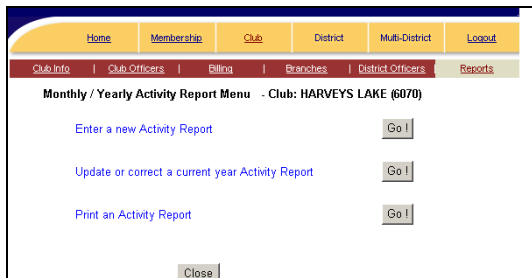 Home Membership Club District Multi-District Logout
Club Info | Club Officers | Billing | Branches | District Officers | Reports
Monthly / Yearly Activity Report Menu - Club: HARVEYS LAKE (6070)
Enter a new Activity Report Go !
Update or correct a current year Activity Report Go !
Print an Activity Report Go !
Close